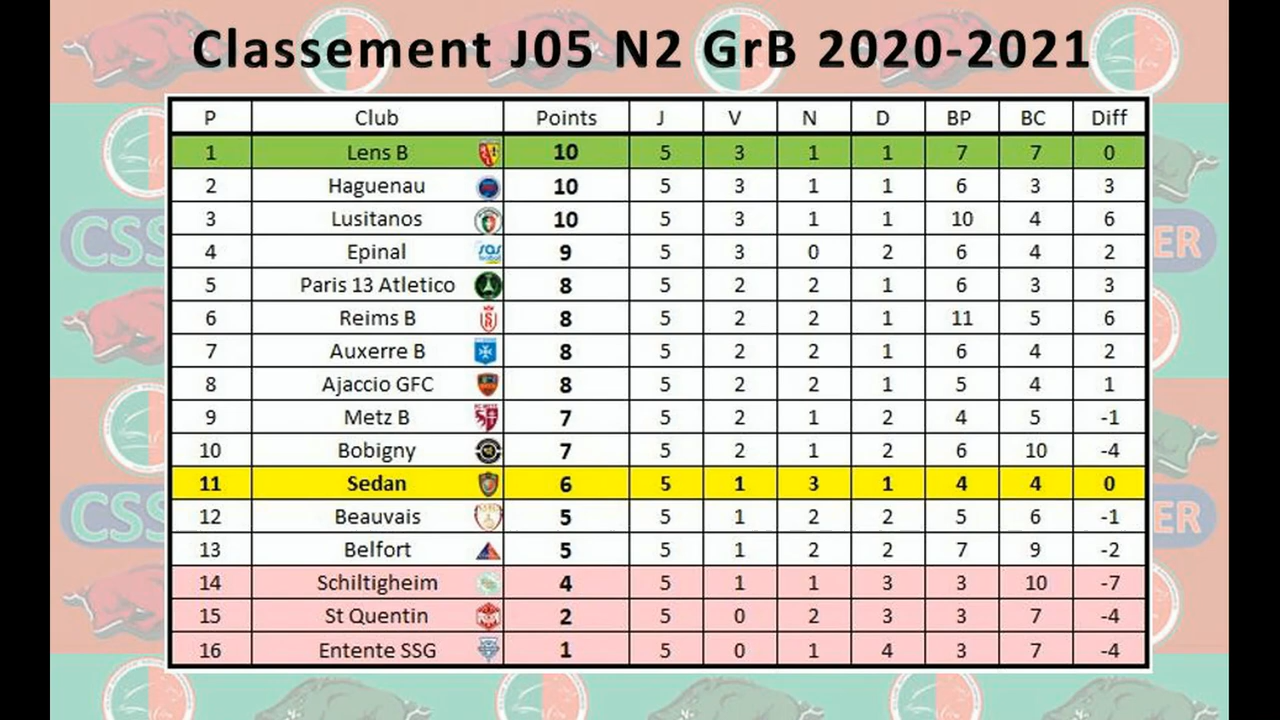 Classement J05 N2 GrB 2020-2021
P Club Points J V N D BP BC Diff
1 Lens B 10 5 3 1 1 7 7 0
2 Haguenau 10 5 3 1 1 6 3 3
3 Lusitanos 10 5 3 1 1 10 4 6
4 Epinal 9 5 3 0 2 6 4 2
5 Paris 13 Atletico 8 5 2 2 1 6 3 3
6 Reims B 8 5 2 2 1 11 5 6
7 Auxerre B 8 5 2 2 1 6 4 2
8 Ajaccio GFC 8 5 2 2 1 5 4 1
9 Metz B 7 5 2 1 2 4 5 -1
10 Bobigny 7 5 2 1 2 6 10 -4
11 Sedan 6 5 1 3 1 4 4 0
12 Beauvais 5 5 1 2 2 5 6 -1
13 Belfort 5 5 1 2 2 7 9 -2
14 Schiltigheim 4 5 1 1 3 3 10 -7
15 St Quentin 2 5 0 2 3 3 7 -4
16 Entente SSG 1 5 0 1 4 3 7 -4
CSS
ER
CSS
ER